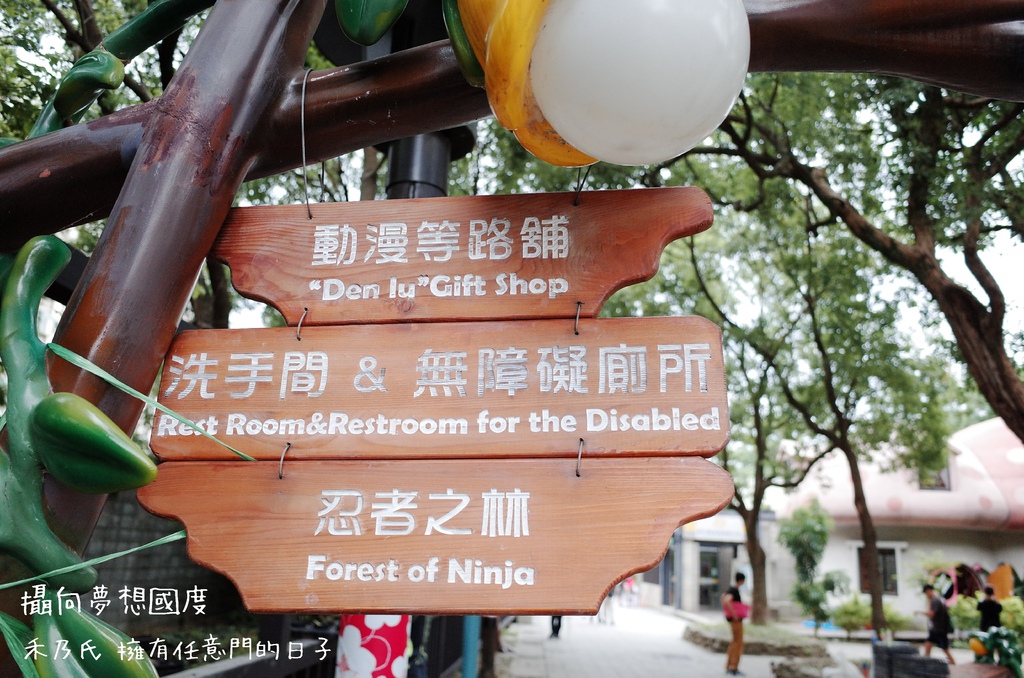 動漫等路舖
“Den lu”Gift Shop
洗手間 & 無障礙廁所
Rest Room&Restroom for the Disabled
忍者之林
Forest of Ninja
攝向夢想國度
禾乃氏 擁有任意門的日子